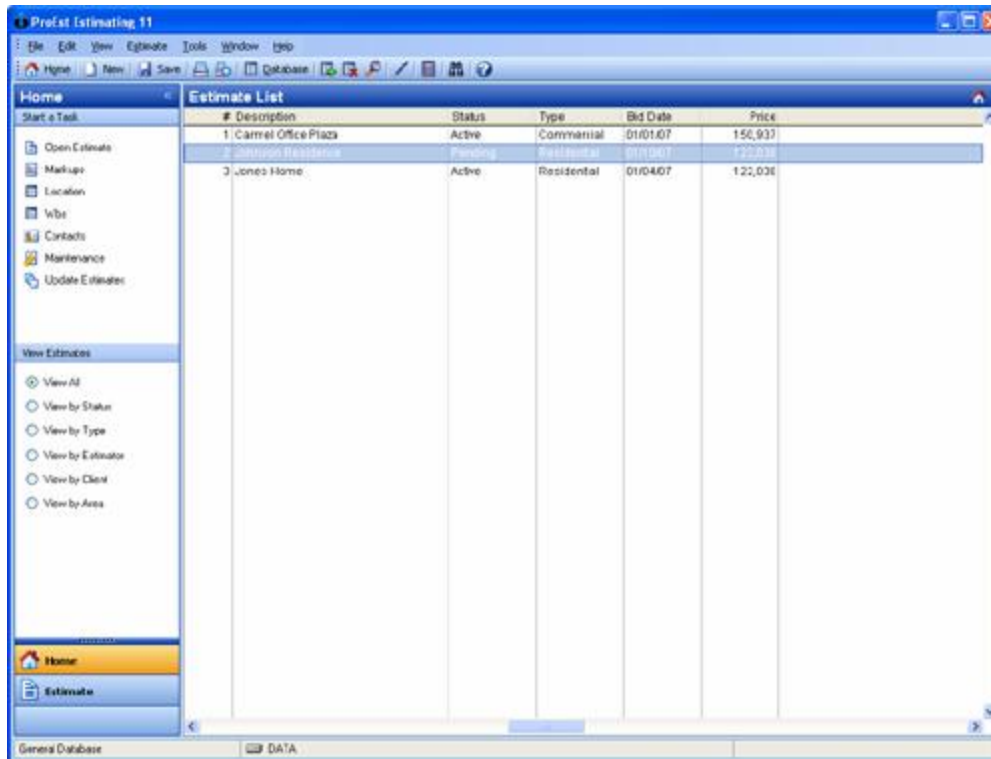 ProEst Estimating 11
File Edit View Estimate Tools Window Help
Home New Save Database
Home
Estimate List
Start a Task
# Description Status Type Bid Date Price
1 Carmel Office Plaza Active Commercial 01/01/07 150,937
2 Johnson Residence Pending Residential
3 Jones Home Active Residential 01/04/07
Open Estimate
Markups
Location
Wbs
Contacts
Maintenance
Update Estimates
View Estimates
View All
View by Status
View by Type
View by Estimator
View by Client
View by Area
Home
Estimate
General Database DATA